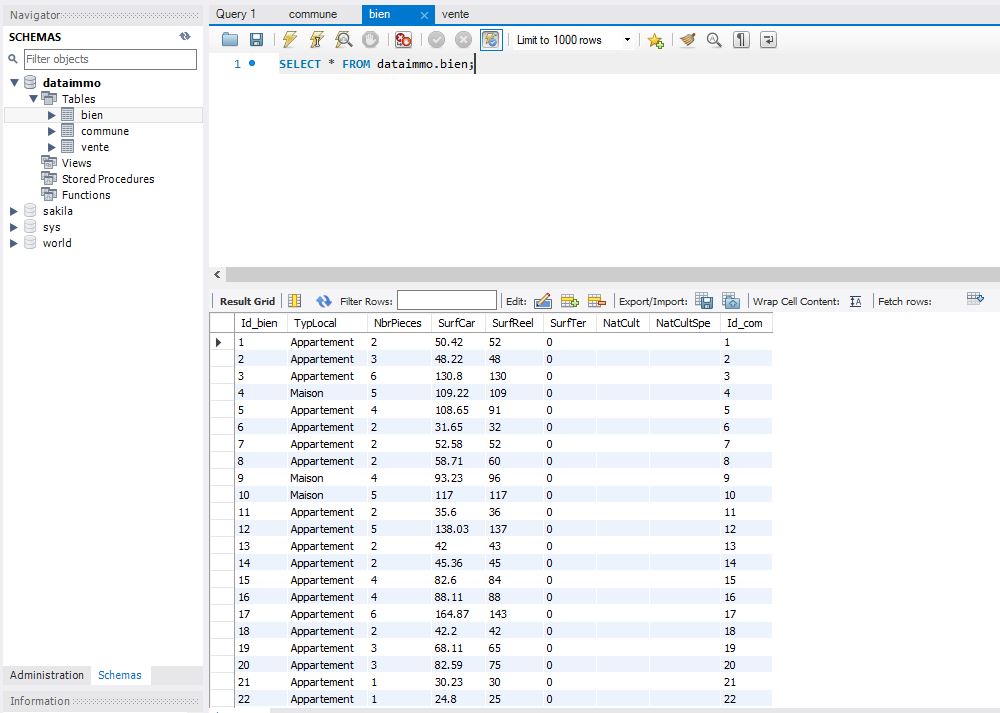 Navigator
SCHEMAS
Filter objects
dataimmo
Tables
bien
commune
vente
Views
Stored Procedures
Functions
sakila
sys
world
Administration Schemas
Information
Query 1 commune bien vente
Limit to 1000 rows
1 SELECT * FROM dataimmo.bien;
Result Grid Filter Rows: Edit: Export/Import: Wrap Cell Content: Fetch rows:
Id_bien TypLocal NbrPieces SurfCar SurfReel SurfTer NatCult NatCultSpe Id_com
1 Appartement 2 50.42 52 0 1
2 Appartement 3 48.22 48 0 2
3 Appartement 6 130.8 130 0 3
4 Maison 5 109.22 109 0 4
5 Appartement 4 108.65 91 0 5
6 Appartement 2 31.65 32 0 6
7 Appartement 2 52.58 52 0 7
8 Appartement 2 58.71 60 0 8
9 Maison 4 93.23 96 0 9
10 Maison 5 117 117 0 10
11 Appartement 2 35.6 36 0 11
12 Appartement 5 138.03 137 0 12
13 Appartement 2 42 43 0 13
14 Appartement 2 45.36 45 0 14
15 Appartement 4 82.6 84 0 15
16 Appartement 4 88.11 88 0 16
17 Appartement 6 164.87 143 0 17
18 Appartement 2 42.2 42 0 18
19 Appartement 3 68.11 65 0 19
20 Appartement 3 82.59 75 0 20
21 Appartement 1 30.23 30 0 21
22 Appartement 1 24.8 25 0 22